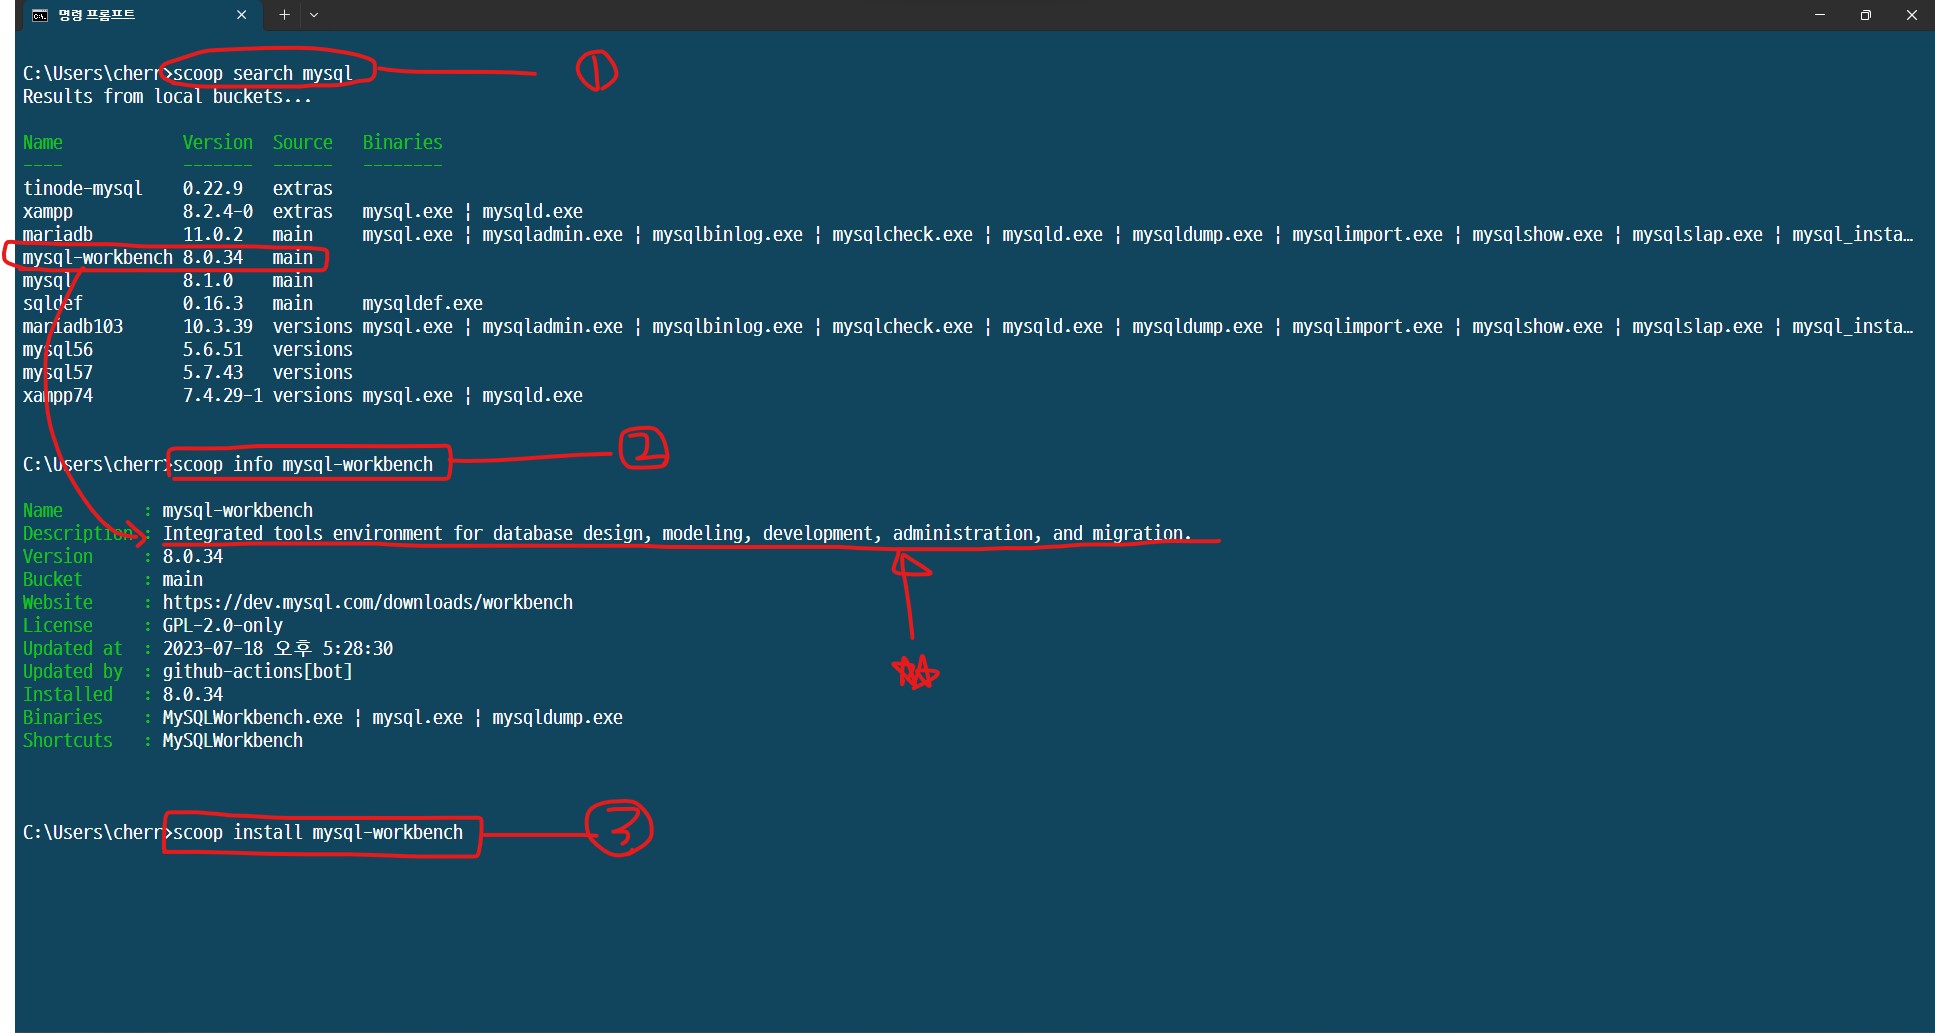 명령 프롬프트
C:\Users\cherr>scoop search mysql ①
Results from local buckets...
Name Version Source Binaries
---- ------- ------ --------
tinode-mysql 0.22.9 extras
xampp 8.2.4-0 extras mysql.exe | mysqld.exe
mariadb 11.0.2 main mysql.exe | mysqladmin.exe | mysqlbinlog.exe | mysqlcheck.exe | mysqld.exe | mysqldump.exe | mysqlimport.exe | mysqlshow.exe | mysqlslap.exe | mysql_insta…
mysql-workbench 8.0.34 main
mysql 8.1.0 main
sqldef 0.16.3 main mysqldef.exe
mariadb103 10.3.39 versions mysql.exe | mysqladmin.exe | mysqlbinlog.exe | mysqlcheck.exe | mysqld.exe | mysqldump.exe | mysqlimport.exe | mysqlshow.exe | mysqlslap.exe | mysql_insta…
mysql56 5.6.51 versions
mysql57 5.7.43 versions
xampp74 7.4.29-1 versions mysql.exe | mysqld.exe
C:\Users\cherr>scoop info mysql-workbench ②
Name : mysql-workbench
Description : Integrated tools environment for database design, modeling, development, administration, and migration.
Version : 8.0.34
Bucket : main
Website : https://dev.mysql.com/downloads/workbench
License : GPL-2.0-only
Updated at : 2023-07-18 오후 5:28:30
Updated by : github-actions[bot]
Installed : 8.0.34
Binaries : MySQLWorkbench.exe | mysql.exe | mysqldump.exe
Shortcuts : MySQLWorkbench
C:\Users\cherr>scoop install mysql-workbench ③